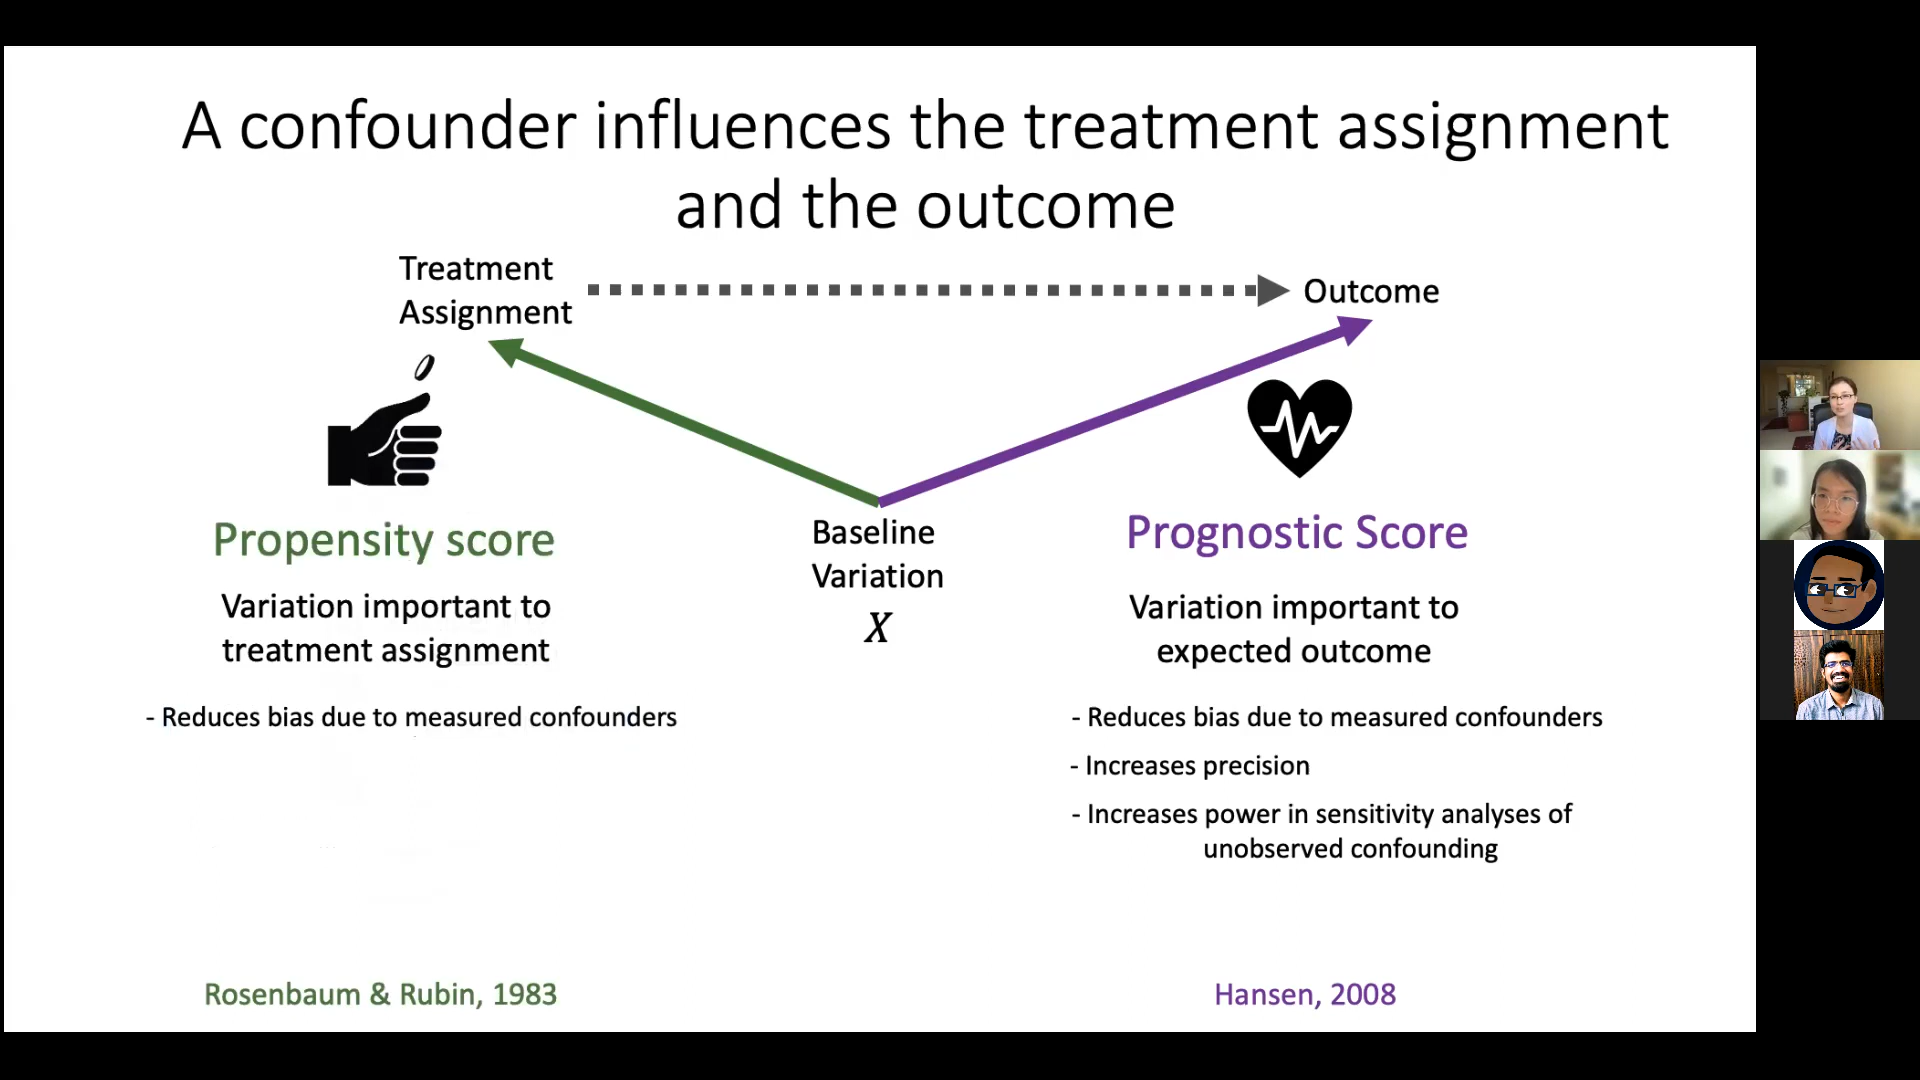 A confounder influences the treatment assignment
and the outcome
Treatment
Assignment
Outcome
Propensity score
Variation important to
treatment assignment
- Reduces bias due to measured confounders
Baseline
Variation
X
Prognostic Score
Variation important to
expected outcome
- Reduces bias due to measured confounders
- Increases precision
- Increases power in sensitivity analyses of
unobserved confounding
Rosenbaum & Rubin, 1983
Hansen, 2008